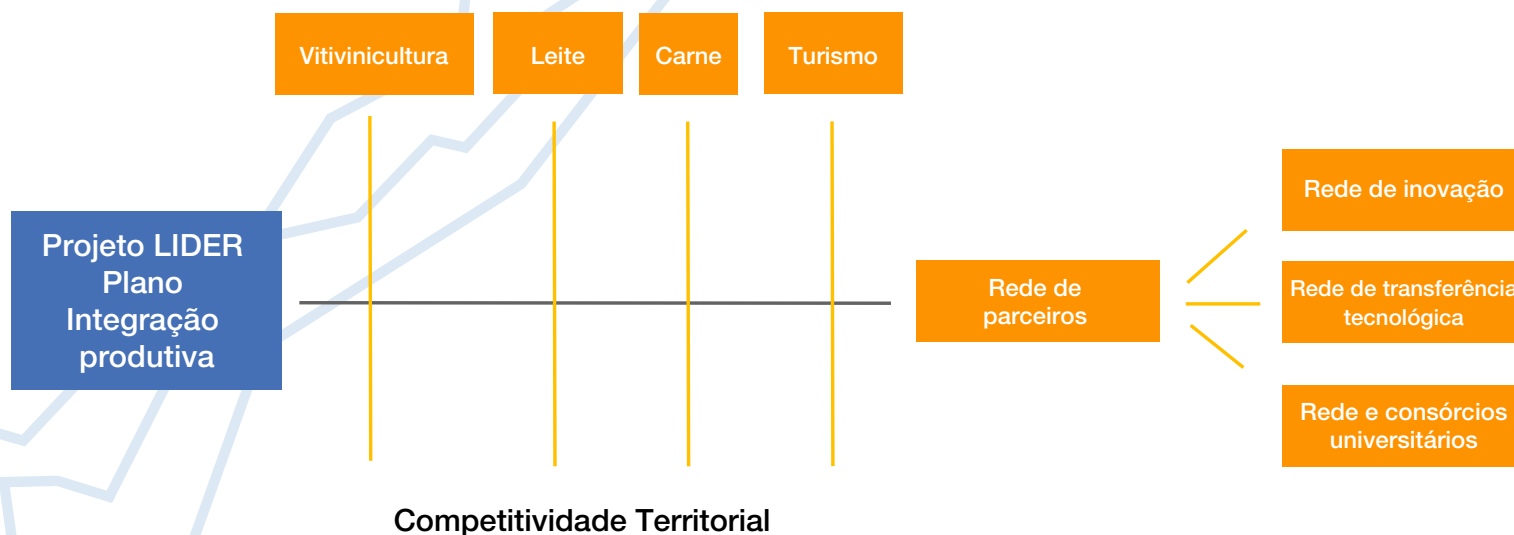 Vitivinicultura
Leite
Carne
Turismo
Projeto LIDER
Plano
Integração
produtiva
Rede de
parceiros
Rede de inovação
Rede de transferência
tecnológica
Rede e consórcios
universitários
Competitividade Territorial